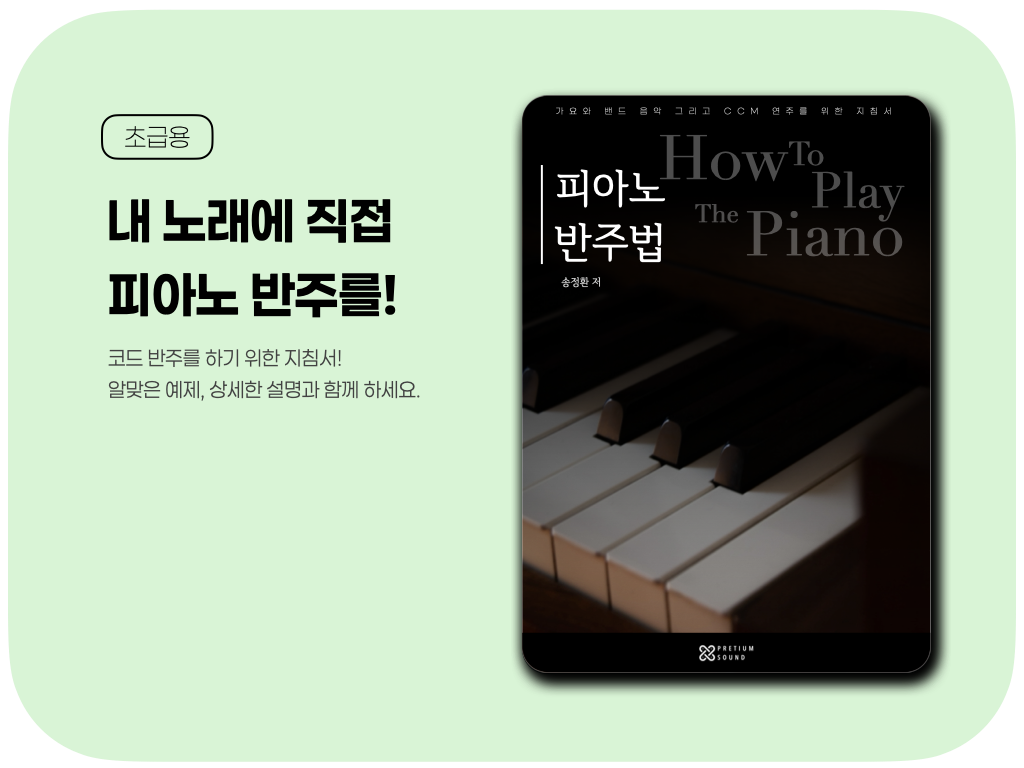 초급용
내 노래에 직접
피아노 반주를!
코드 반주를 하기 위한 지침서!
알맞은 예제, 상세한 설명과 함께 하세요.
가요와 밴드 음악 그리고 CCM 연주를 위한 지침서
How To
Play
The Piano
피아노
반주법
송정환 저
PRETIUM
SOUND